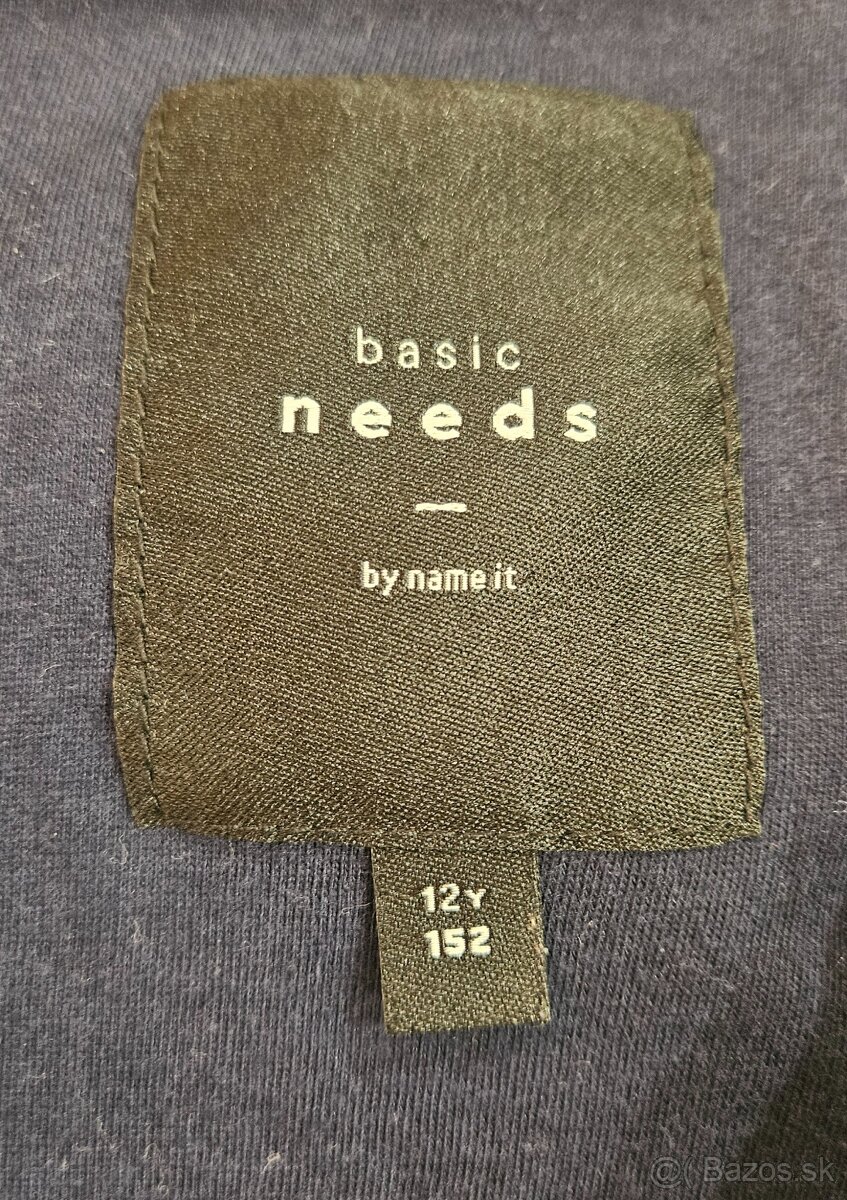 basic
needs
—
by name it
12Y
152
@ Bazos.sk